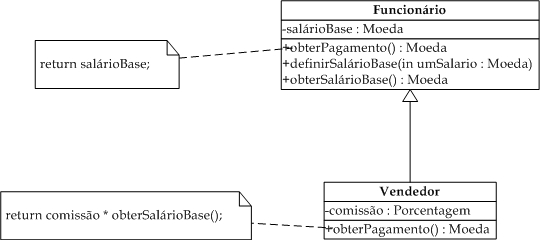 Funcionário
-salárioBase : Moeda
+obterPagamento() : Moeda
+definirSalárioBase(in umSalario : Moeda)
+obterSalárioBase() : Moeda
return salárioBase;
Vendedor
-comissão : Porcentagem
+obterPagamento() : Moeda
return comissão * obterSalárioBase();